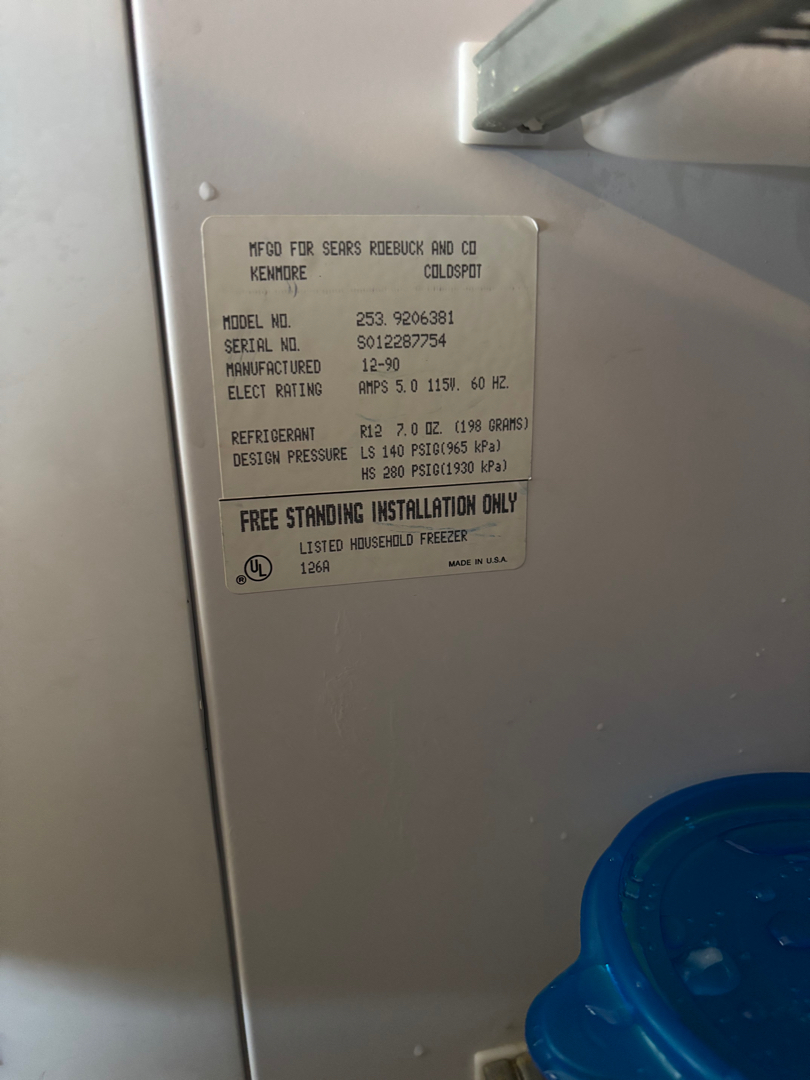 MFGD FOR SEARS ROEBUCK AND CO
KENMORE COLDSPOT
MODEL NO. 253. 9206381
SERIAL NO. S012287754
MANUFACTURED 12-90
ELECT RATING AMPS 5.0 115V. 60 HZ.
REFRIGERANT R12 7.0 OZ. (198 GRAMS)
DESIGN PRESSURE LS 140 PSIG(965 kPa)
HS 280 PSIG(1930 kPa)
FREE STANDING INSTALLATION ONLY
LISTED HOUSEHOLD FREEZER
® UL 126A MADE IN U.S.A.